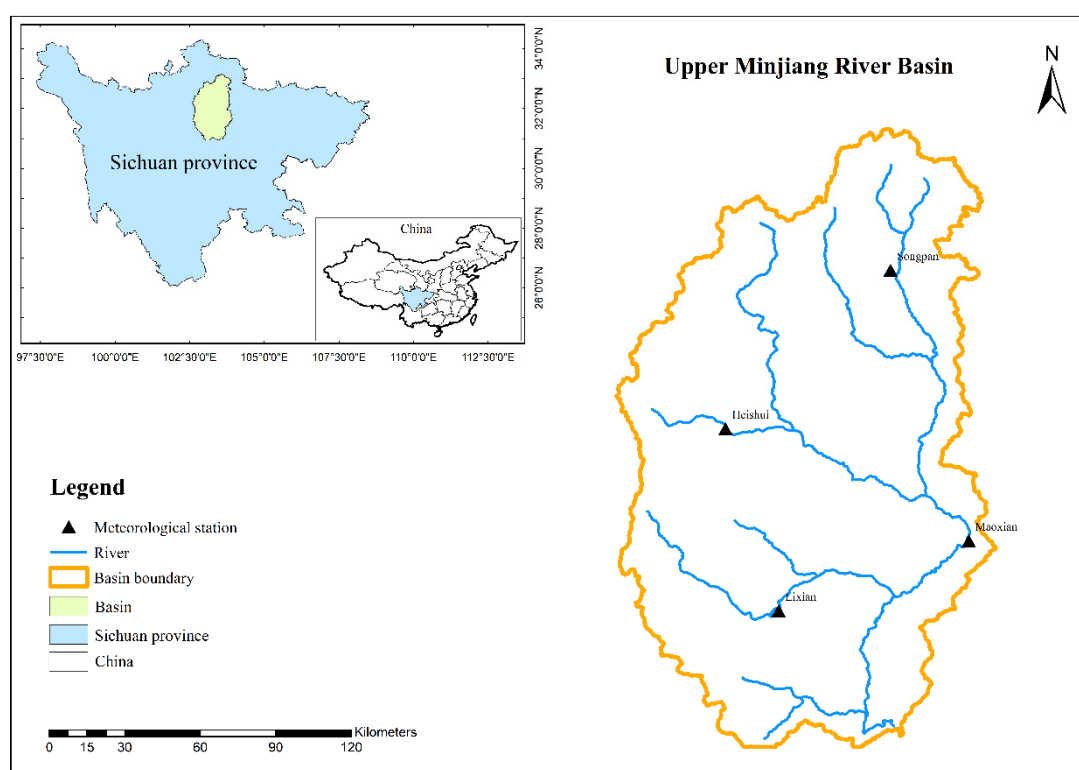 Upper Minjiang River Basin
N
Sichuan province
China
34°0'0"N
32°0'0"N
30°0'0"N
28°0'0"N
26°0'0"N
97°30'0"E
100°0'0"E
102°30'0"E
105°0'0"E
107°30'0"E
110°0'0"E
112°30'0"E
Songpan
Heishui
Maoxian
Lixian
Legend
Meteorological station
River
Basin boundary
Basin
Sichuan province
China
Kilometers
0 15 30 60 90 120